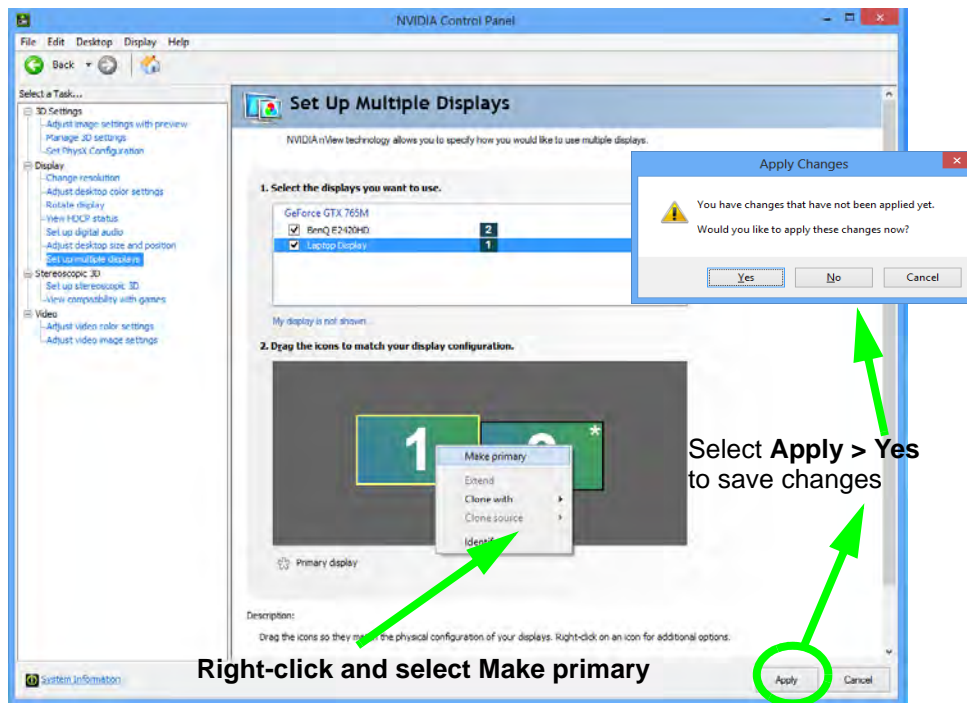 NVIDIA Control Panel
File Edit Desktop Display Help
Back
Select a Task...
3D Settings
Adjust image settings with preview
Manage 3D settings
Set PhysX Configuration
Display
Change resolution
Adjust desktop color settings
Rotate display
View HDCP status
Set up digital audio
Adjust desktop size and position
Set up multiple displays
Stereoscopic 3D
Set up stereoscopic 3D
View compatibility with games
Video
Adjust video color settings
Adjust video image settings
System Information
Set Up Multiple Displays
NVIDIA nView technology allows you to specify how you would like to use multiple displays.
1. Select the displays you want to use.
GeForce GTX 765M
BenQ E2420HD 2
Laptop Display 1
My display is not shown...
2. Drag the icons to match your display configuration.
1
*
Make primary
Extend
Clone with
Clone source
Primary display
Description:
Drag the icons so they match the physical configuration of your displays. Right-click on an icon for additional options.
Apply Cancel
Apply Changes
You have changes that have not been applied yet.
Would you like to apply these changes now?
Yes No Cancel
Select Apply > Yes
to save changes
Right-click and select Make primary